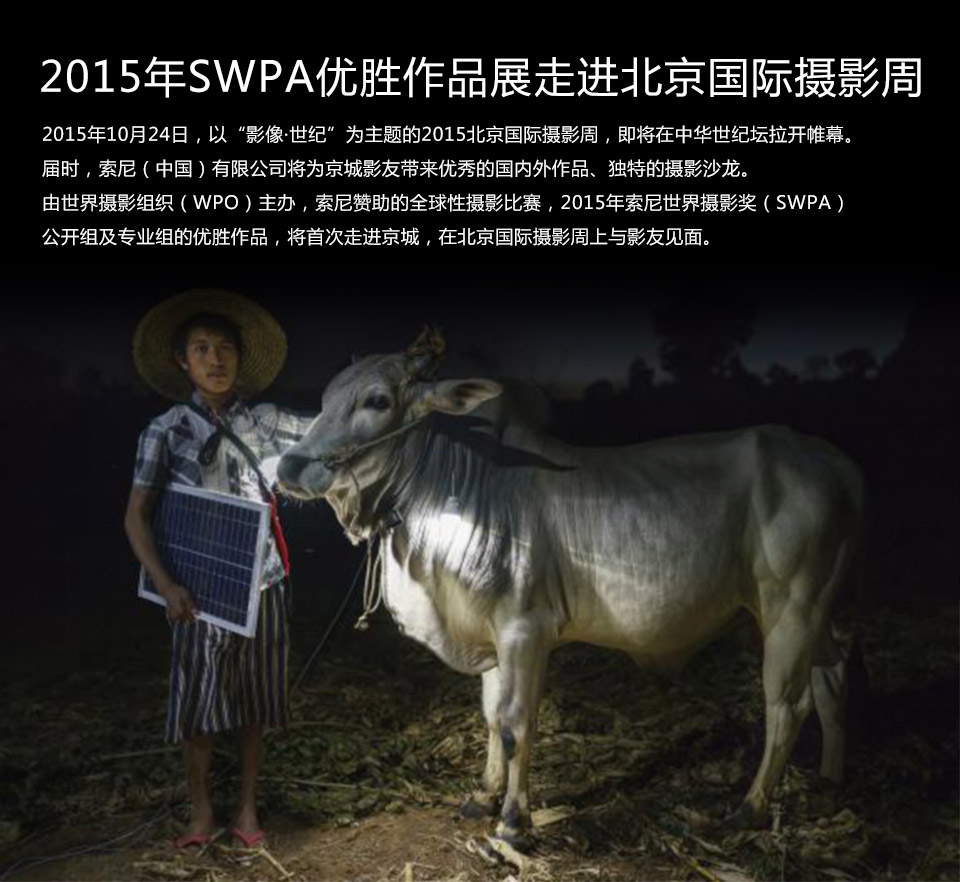 2015年SWPA优胜作品展走进北京国际摄影周
2015年10月24日，以“影像·世纪”为主题的2015北京国际摄影周，即将在中华世纪坛拉开帷幕。
届时，索尼（中国）有限公司将为京城影友带来优秀的国内外作品、独特的摄影沙龙。
由世界摄影组织（WPO）主办，索尼赞助的全球性摄影比赛，2015年索尼世界摄影奖（SWPA）
公开组及专业组的优胜作品，将首次走进京城，在北京国际摄影周上与影友见面。